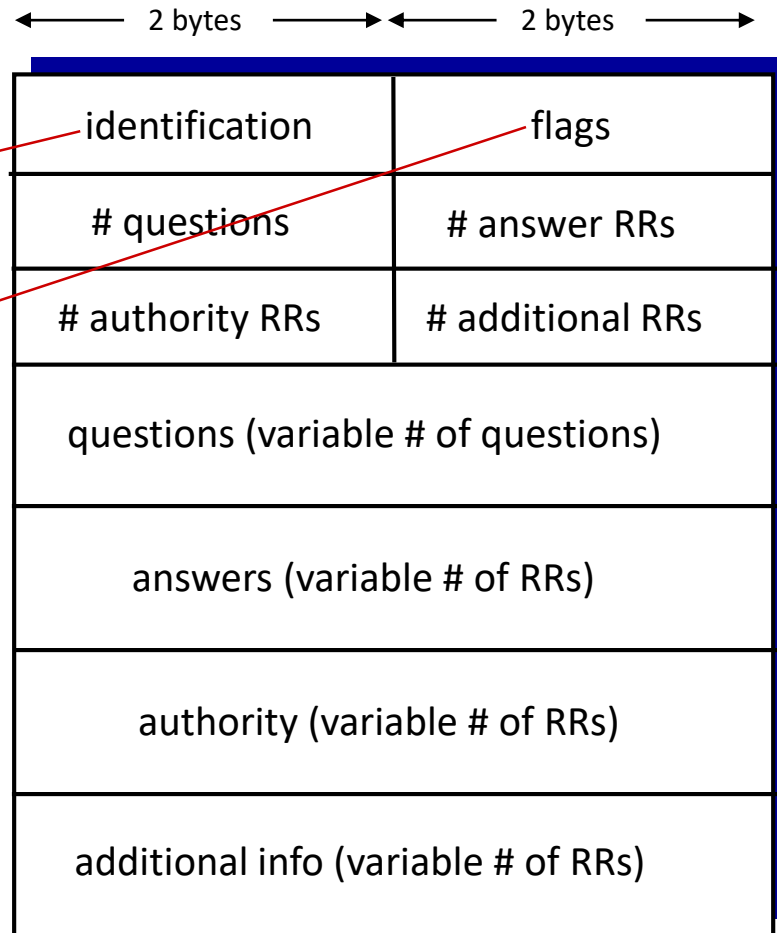 2 bytes 2 bytes
identification flags
# questions # answer RRs
# authority RRs # additional RRs
questions (variable # of questions)
answers (variable # of RRs)
authority (variable # of RRs)
additional info (variable # of RRs)